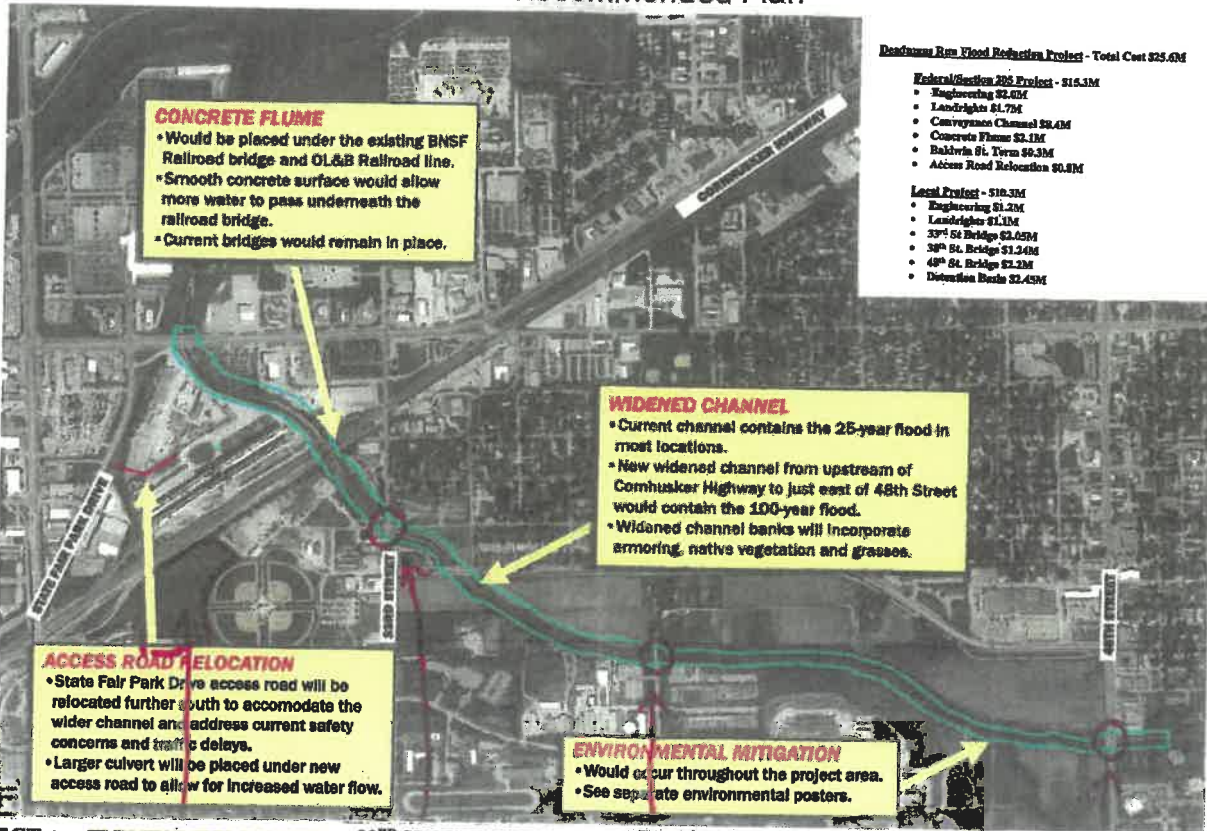 Recommended Plan
Deadmans Run Flood Reduction Project - Total Cost $25.6M
Federal/Section 205 Project - $15.3M
• Engineering $2.0M
• Landrights $1.7M
• Conveyance Channel $8.4M
• Concrete Flume $2.1M
• Baldwin St. Term $0.3M
• Access Road Relocation $0.8M
Local Project - $10.3M
• Engineering $1.2M
• Landrights $1.1M
• 33rd St Bridge $2.05M
• 38th St. Bridge $1.24M
• 48th St. Bridge $2.2M
• Detention Basin $2.45M
CONCRETE FLUME
• Would be placed under the existing BNSF
Railroad bridge and OL&B Railroad line.
• Smooth concrete surface would allow
more water to pass underneath the
railroad bridge.
• Current bridges would remain in place.
CORNHUSKER HIGHWAY
WIDENED CHANNEL
• Current channel contains the 25-year flood in
most locations.
• New widened channel from upstream of
Cornhusker Highway to just east of 48th Street
would contain the 100-year flood.
• Widened channel banks will incorporate
armoring, native vegetation and grasses.
STATE FAIR PARK DRIVE
33RD STREET
48TH STREET
ACCESS ROAD RELOCATION
• State Fair Park Drive access road will be
relocated further south to accomodate the
wider channel and address current safety
concerns and traffic delays.
• Larger culvert will be placed under new
access road to allow for increased water flow.
ENVIRONMENTAL MITIGATION
• Would occur throughout the project area.
• See separate environmental posters.